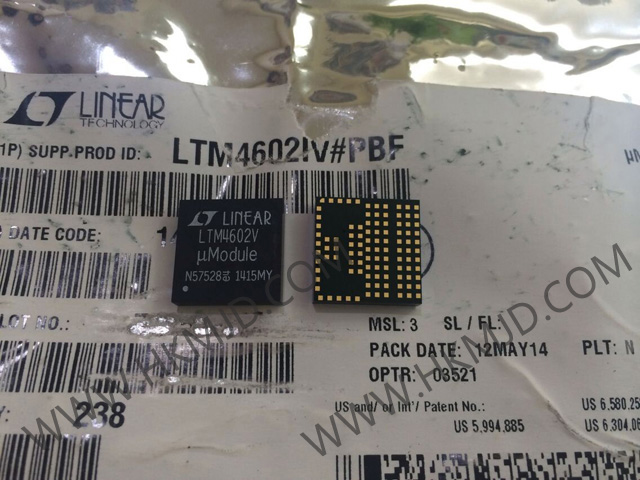 LINEAR
TECHNOLOGY
1P) SUPP-PROD ID: LTM4602IV#PBF
DATE CODE: 14
LINEAR
LTM4602V
µModule
N57528 1415MY
LOT NO.:
MSL: 3 SL / FL:
PACK DATE: 12MAY14 PLT: N
OPTR: 03521
238
US and/ or Int'/ Patent No.: US 6.580.25
US 5,994,885 US 6,304,06
WWW.HKMJD.COM
WWW.HKMJD.COM